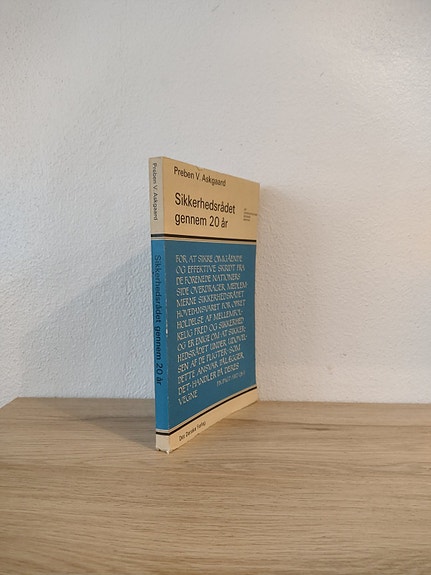 Preben V. Askgaard
Sikkerhedsrådet
gennem 20 år
FOR AT SIKRE OMGÅENDE
OG EFFEKTIVE SKRIDT FRA
DE FORENEDE NATIONERS
SIDE OVERDRAGER MEDLEM
MERNE SIKKERHEDSRÅDET
HOVEDANSVARET FOR OPRET
HOLDELSE AF MELLEMFOL-
KELIG FRED OG SIKKERHED
OG ER ENIGE OM AT SIKKER-
HEDSRÅDET UNDER UDØVEL-
SEN AF DE PLIGTER SOM
DETTE ANSVAR PÅLÆGGER
DET HANDLER PÅ DERES
VEGNE
Det Danske Forlag
Preben V. Askgaard
Sikkerhedsrådet gennem 20 år